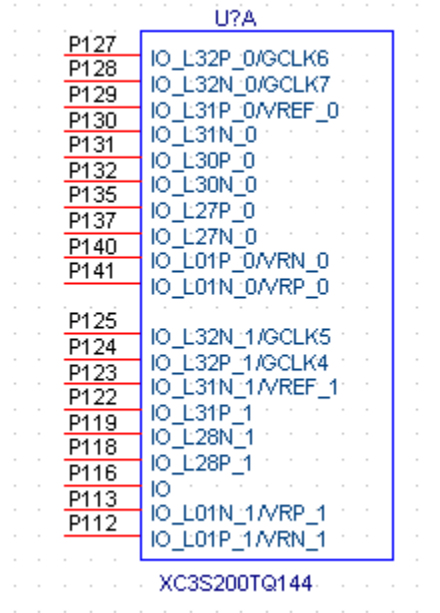 U?A
P127 IO_L32P_0/GCLK6
P128 IO_L32N_0/GCLK7
P129 IO_L31P_0/VREF_0
P130 IO_L31N_0
P131 IO_L30P_0
P132 IO_L30N_0
P135 IO_L27P_0
P137 IO_L27N_0
P140 IO_L01P_0/VRN_0
P141 IO_L01N_0/VRP_0
P125 IO_L32N_1/GCLK5
P124 IO_L32P_1/GCLK4
P123 IO_L31N_1/VREF_1
P122 IO_L31P_1
P119 IO_L28N_1
P118 IO_L28P_1
P116 IO
P113 IO_L01N_1/VRP_1
P112 IO_L01P_1/VRN_1
XC3S200TQ144